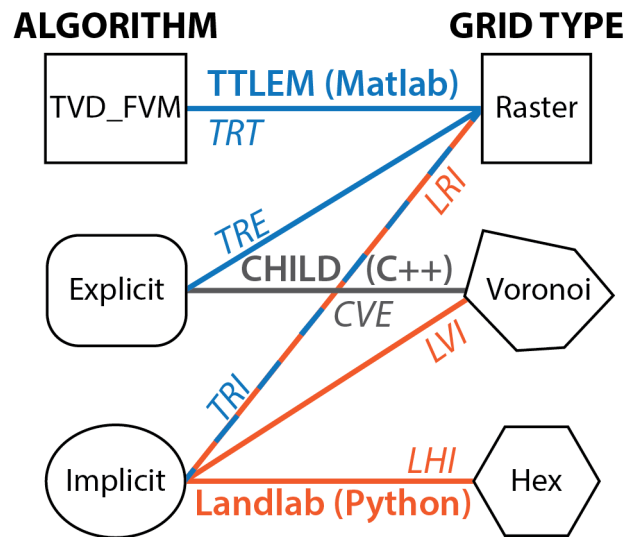 ALGORITHM GRID TYPE
TTLEM (Matlab)
TVD_FVM Raster
TRT
LRI
TRE
CHILD (C++)
Explicit Voronoi
CVE
LVI
TRI
LHI
Implicit Hex
Landlab (Python)